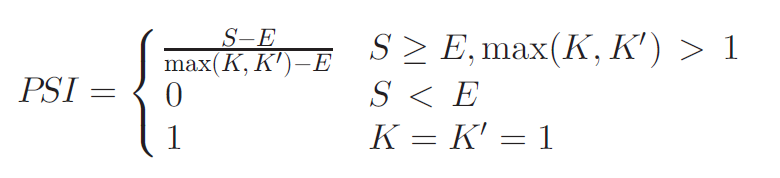 S−E
max(K, K′)−E S ≥ E, max(K, K′) > 1
PSI = { 0 S < E
1 K = K′ = 1